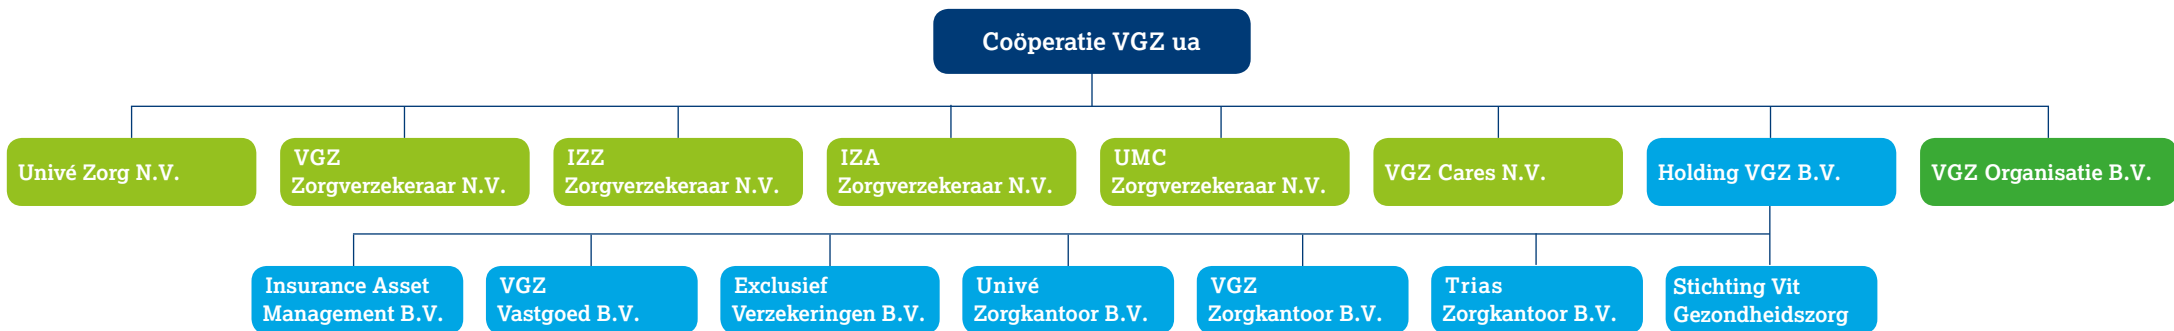 Coöperatie VGZ ua
Univé Zorg N.V.
VGZ
Zorgverzekeraar N.V.
IZZ
Zorgverzekeraar N.V.
IZA
Zorgverzekeraar N.V.
UMC
Zorgverzekeraar N.V.
VGZ Cares N.V.
Holding VGZ B.V.
VGZ Organisatie B.V.
Insurance Asset
Management B.V.
VGZ
Vastgoed B.V.
Exclusief
Verzekeringen B.V.
Univé
Zorgkantoor B.V.
VGZ
Zorgkantoor B.V.
Trias
Zorgkantoor B.V.
Stichting Vit
Gezondheidszorg